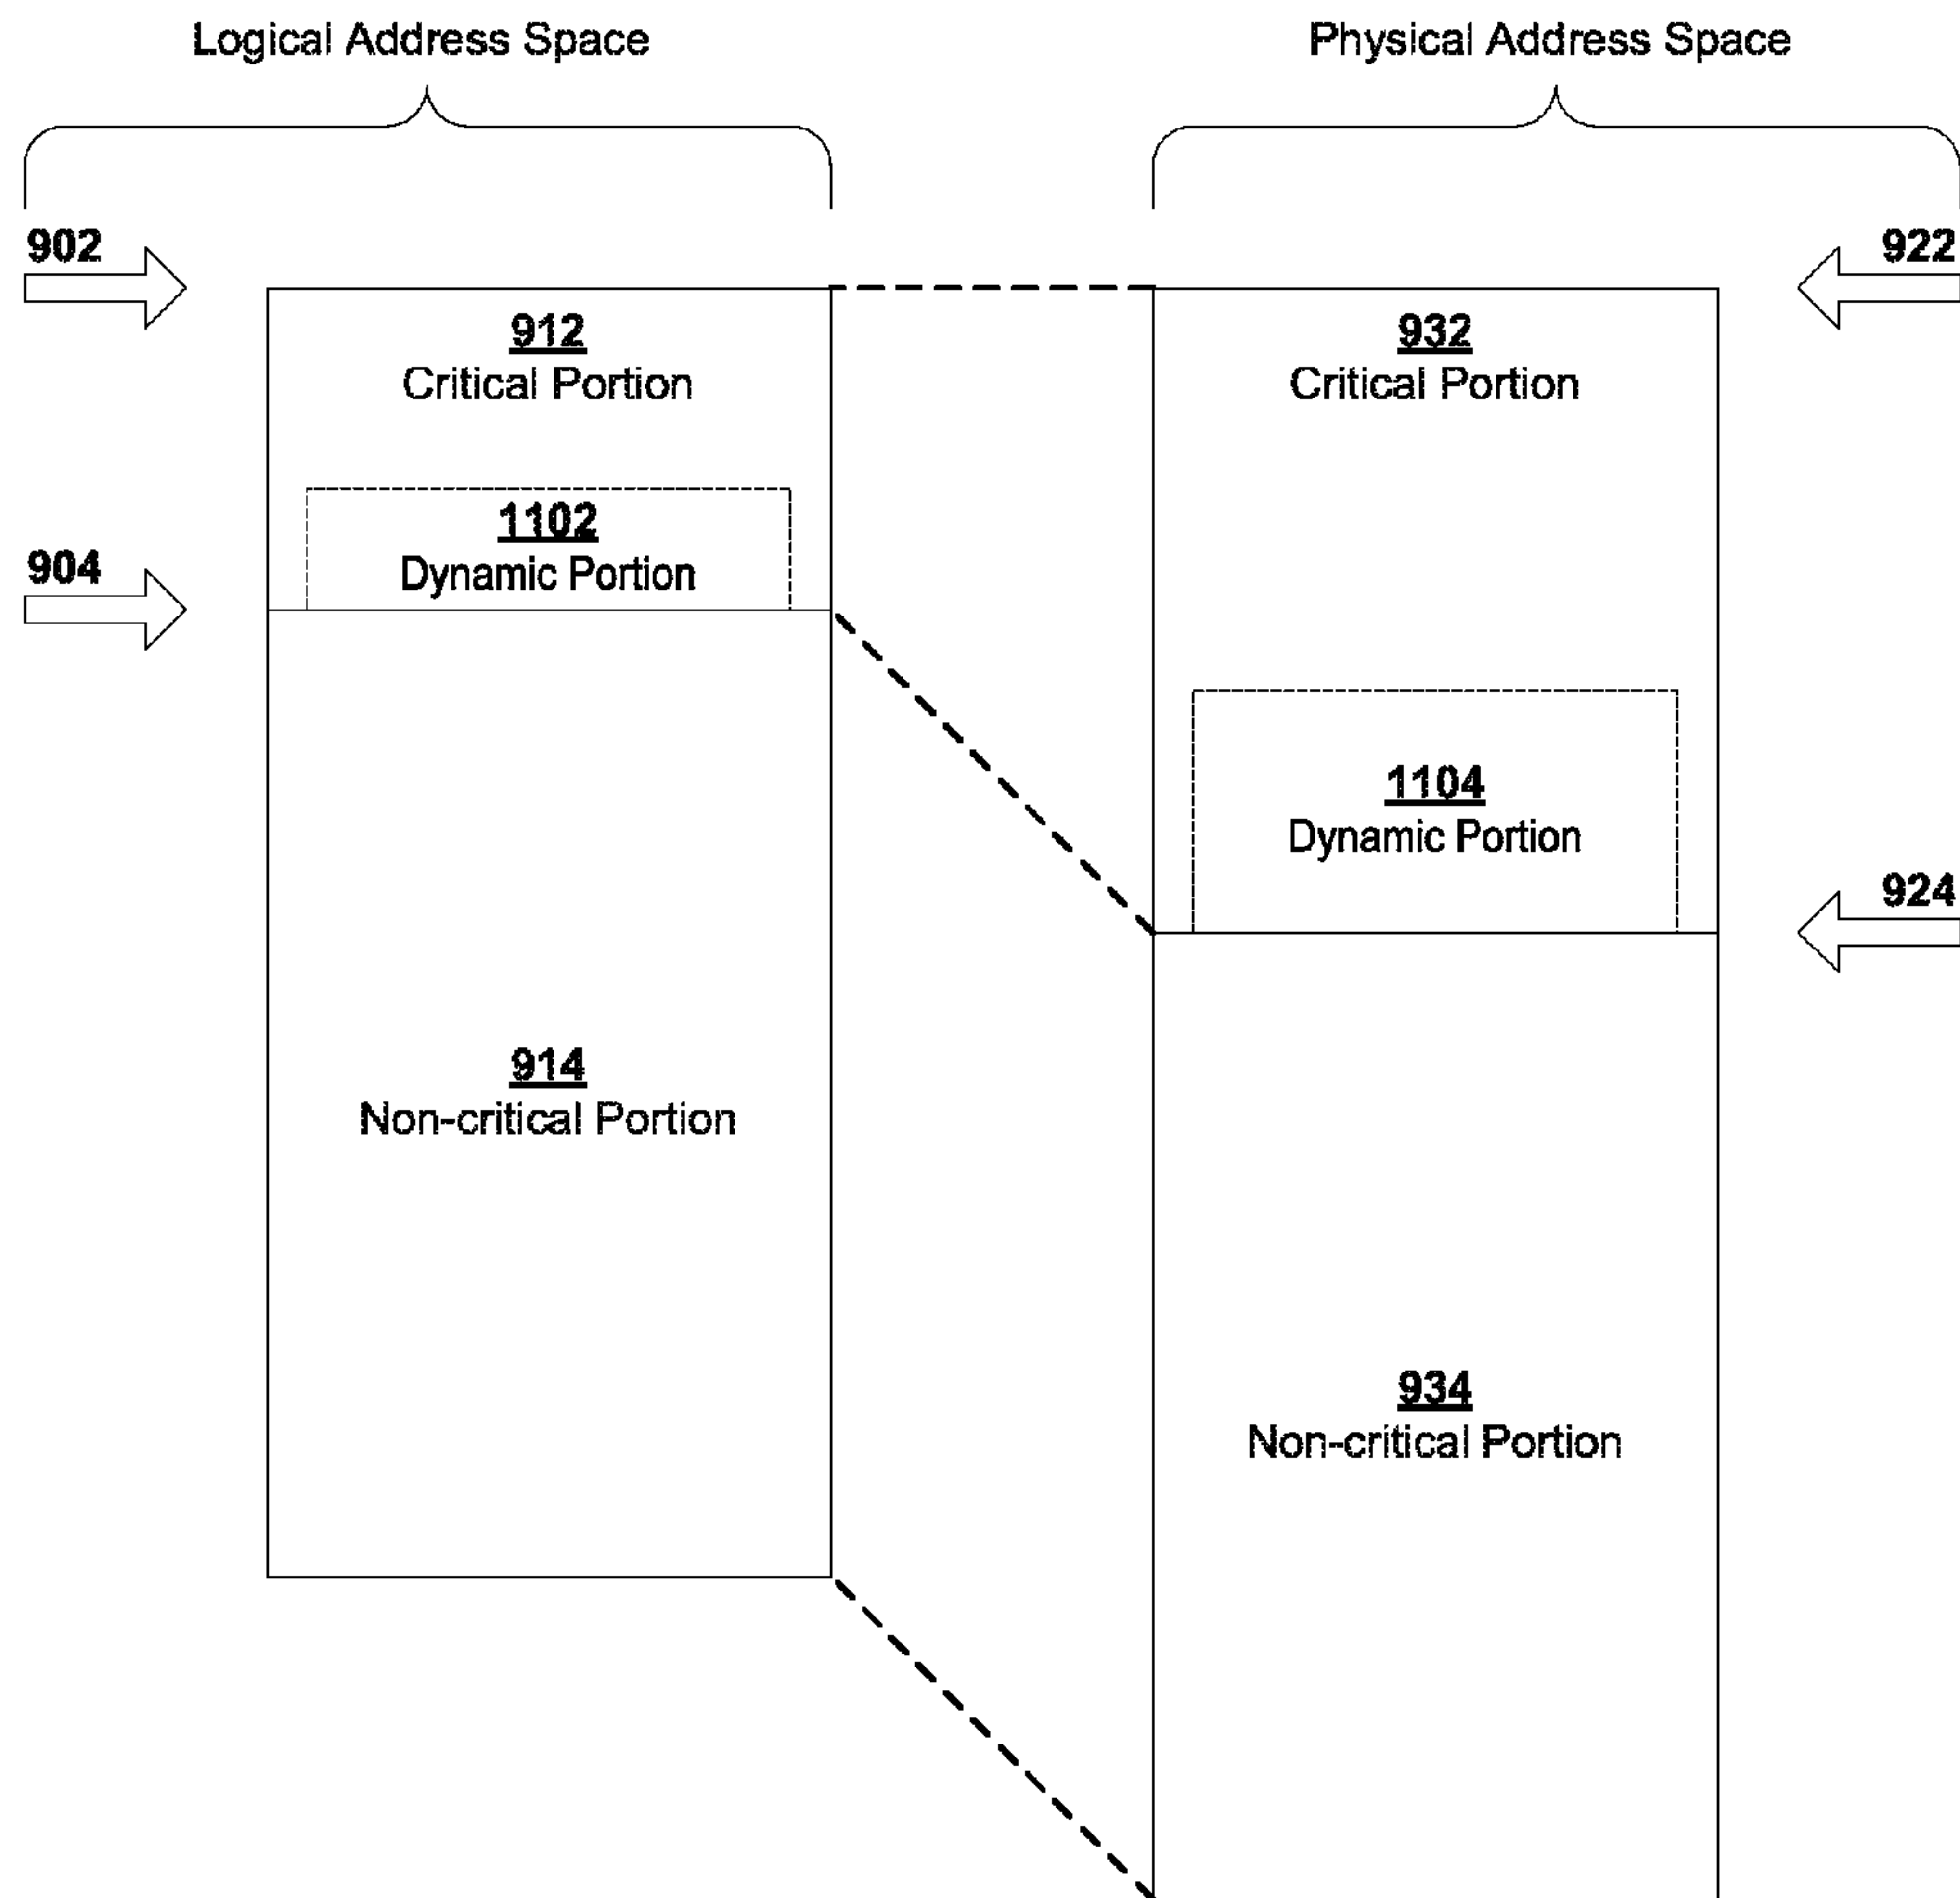 Logical Address Space
Physical Address Space
902
922
912
Critical Portion
932
Critical Portion
1102
Dynamic Portion
904
1104
Dynamic Portion
924
914
Non-critical Portion
934
Non-critical Portion